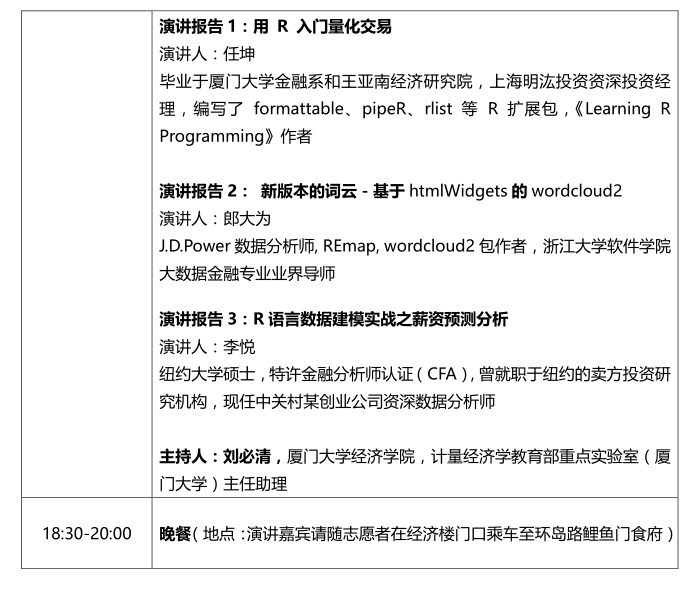 演讲报告1：用 R 入门量化交易
演讲人：任坤
毕业于厦门大学金融系和王亚南经济研究院，上海明汯投资资深投资经
理，编写了 formattable、pipeR、rlist 等 R 扩展包，《Learning R
Programming》作者
演讲报告2： 新版本的词云 - 基于 htmlWidgets 的 wordcloud2
演讲人：郎大为
J.D.Power 数据分析师, REmap, wordcloud2 包作者，浙江大学软件学院
大数据金融专业业界导师
演讲报告3：R 语言数据建模实战之薪资预测分析
演讲人：李悦
纽约大学硕士，特许金融分析师认证（CFA），曾就职于纽约的卖方投资研
究机构，现任中关村某创业公司资深数据分析师
主持人：刘必清，厦门大学经济学院，计量经济学教育部重点实验室（厦
门大学）主任助理
18:30-20:00 晚餐（地点：演讲嘉宾请随志愿者在经济楼门口乘车至环岛路鲤鱼门食府）